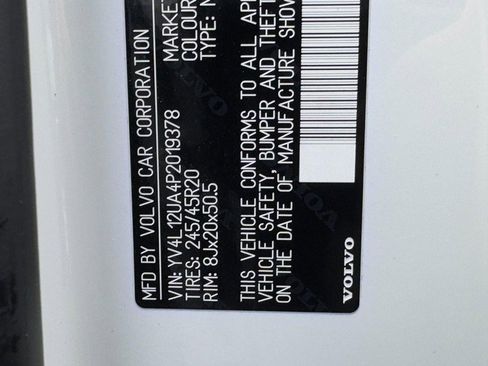 MFD BY VOLVO CAR CORPORATION
VIN: YV4L12UA4P2019378 MARKET
TIRES: 245/45R20 COLOUR
RIM: 8Jx20x50.5 TYPE:
THIS VEHICLE CONFORMS TO ALL APP
VEHICLE SAFETY, BUMPER AND THEFT
ON THE DATE OF MANUFACTURE SHOW
VOLVO